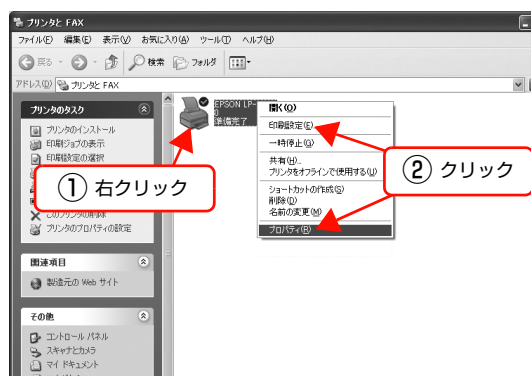 プリンタと FAX
ファイル(F) 編集(E) 表示(V) お気に入り(A) ツール(T) ヘルプ(H)
戻る 検索 フォルダ
アドレス(D) プリンタと FAX
プリンタのタスク
プリンタのインストール
印刷ジョブの表示
印刷設定の選択
このプリンタの削除
プリンタのプロパティの設定
関連項目
製造元の Web サイト
その他
コントロール パネル
スキャナとカメラ
マイ ドキュメント
EPSON LP-
0
準備完了
開く(O)
印刷設定(E)...
一時停止(G)
共有(H)...
プリンタをオフラインで使用する(U)
ショートカットの作成(S)
削除(D)
名前の変更(M)
プロパティ(R)
① 右クリック
② クリック